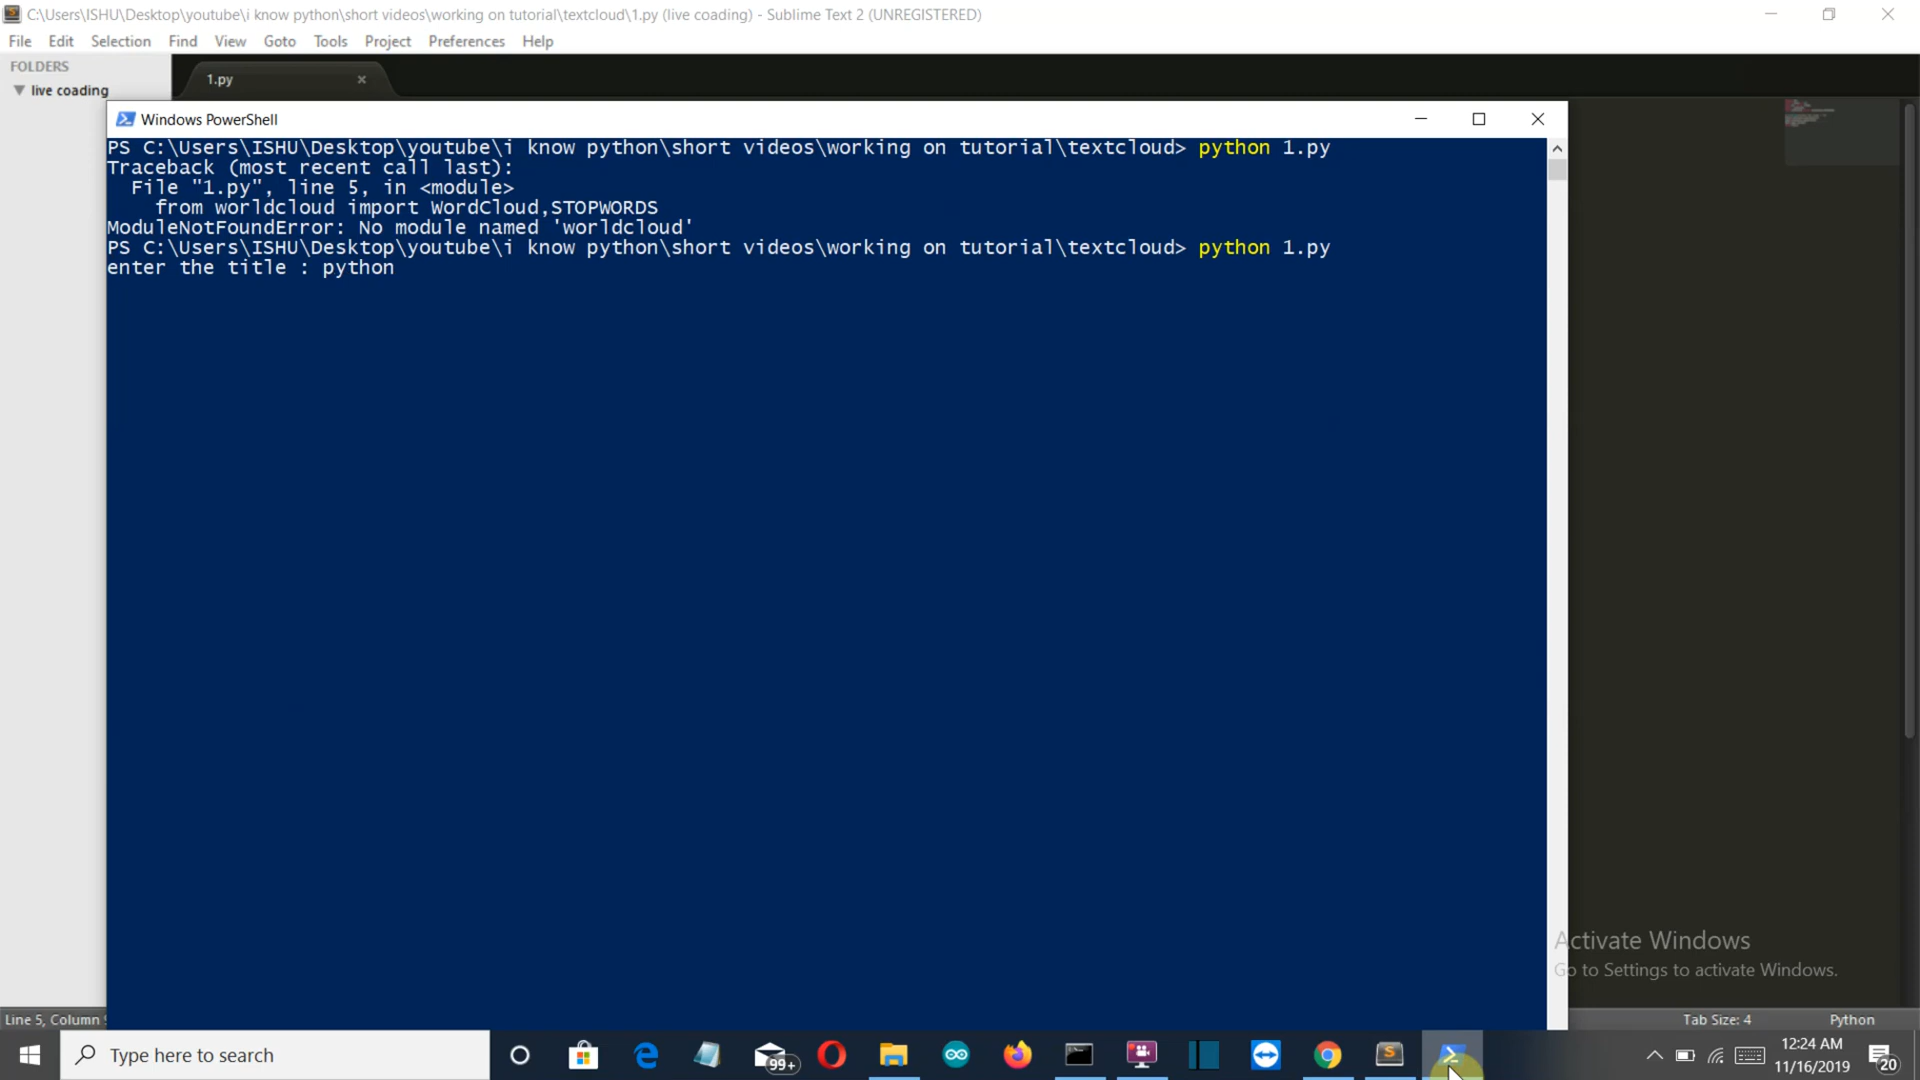 C:\Users\ISHU\Desktop\youtube\i know python\short videos\working on tutorial\textcloud\1.py (live coading) - Sublime Text 2 (UNREGISTERED)
File Edit Selection Find View Goto Tools Project Preferences Help
FOLDERS
live coading
1.py
Windows PowerShell
PS C:\Users\ISHU\Desktop\youtube\i know python\short videos\working on tutorial\textcloud> python 1.py
Traceback (most recent call last):
File "1.py", line 5, in <module>
from worldcloud import WordCloud,STOPWORDS
ModuleNotFoundError: No module named 'worldcloud'
PS C:\Users\ISHU\Desktop\youtube\i know python\short videos\working on tutorial\textcloud> python 1.py
enter the title : python
Activate Windows
Go to Settings to activate Windows.
Line 5, Column
Tab Size: 4 Python
Type here to search
99+
12:24 AM
11/16/2019
20